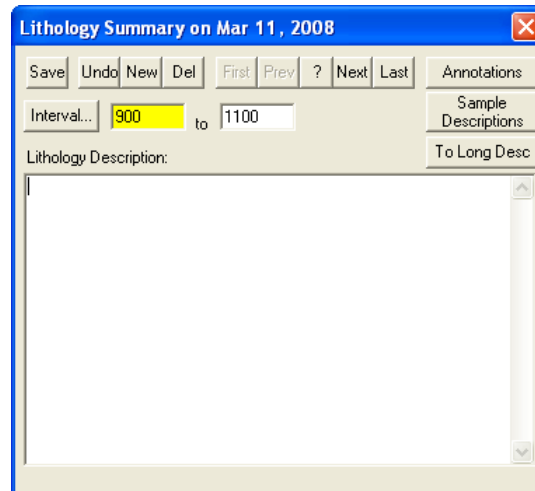 Lithology Summary on Mar 11, 2008
Save Undo New Del First Prev ? Next Last Annotations
Interval... 900 to 1100 Sample Descriptions
Lithology Description: To Long Desc